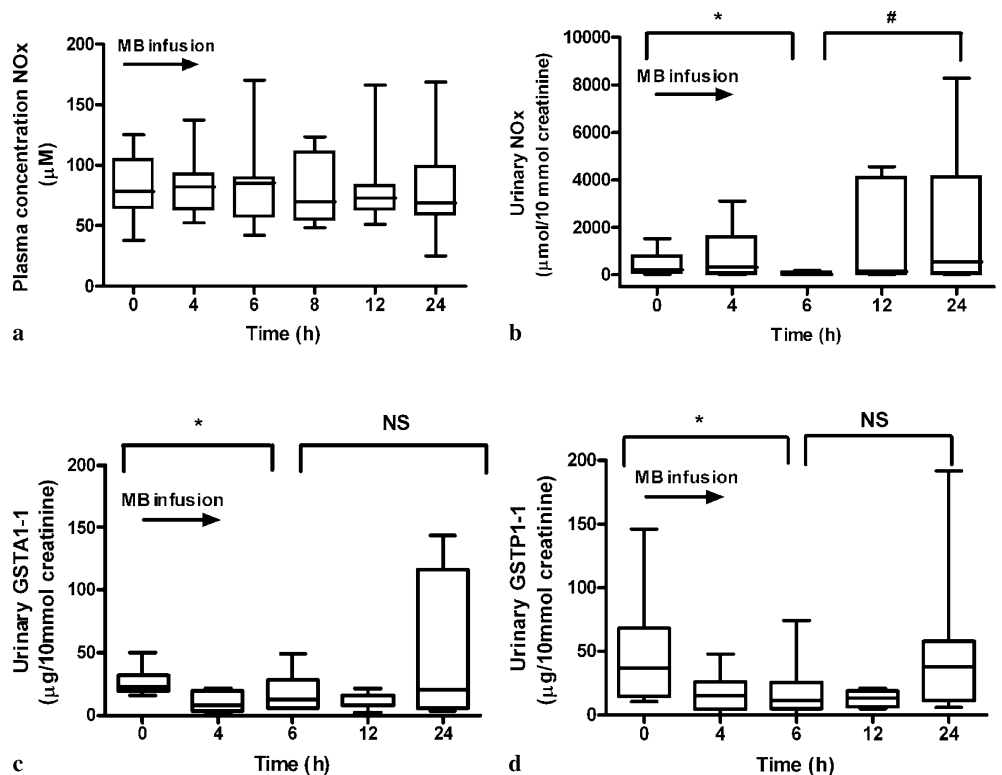 MB infusion
Plasma concentration NOx
(µM)
200
150
100
50
0
0 4 6 8 12 24
Time (h)
a
* #
MB infusion
Urinary NOx
(µmol/10 mmol creatinine)
10000
8000
6000
4000
2000
0
0 4 6 12 24
Time (h)
b
* NS
MB infusion
Urinary GSTA1-1
(µg/10mmol creatinine)
200
150
100
50
0
0 4 6 12 24
Time (h)
c
* NS
MB infusion
Urinary GSTP1-1
(µg/10mmol creatinine)
200
150
100
50
0
0 4 6 12 24
Time (h)
d